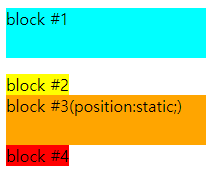 block #1
block #2
block #3(position:static;)
block #4